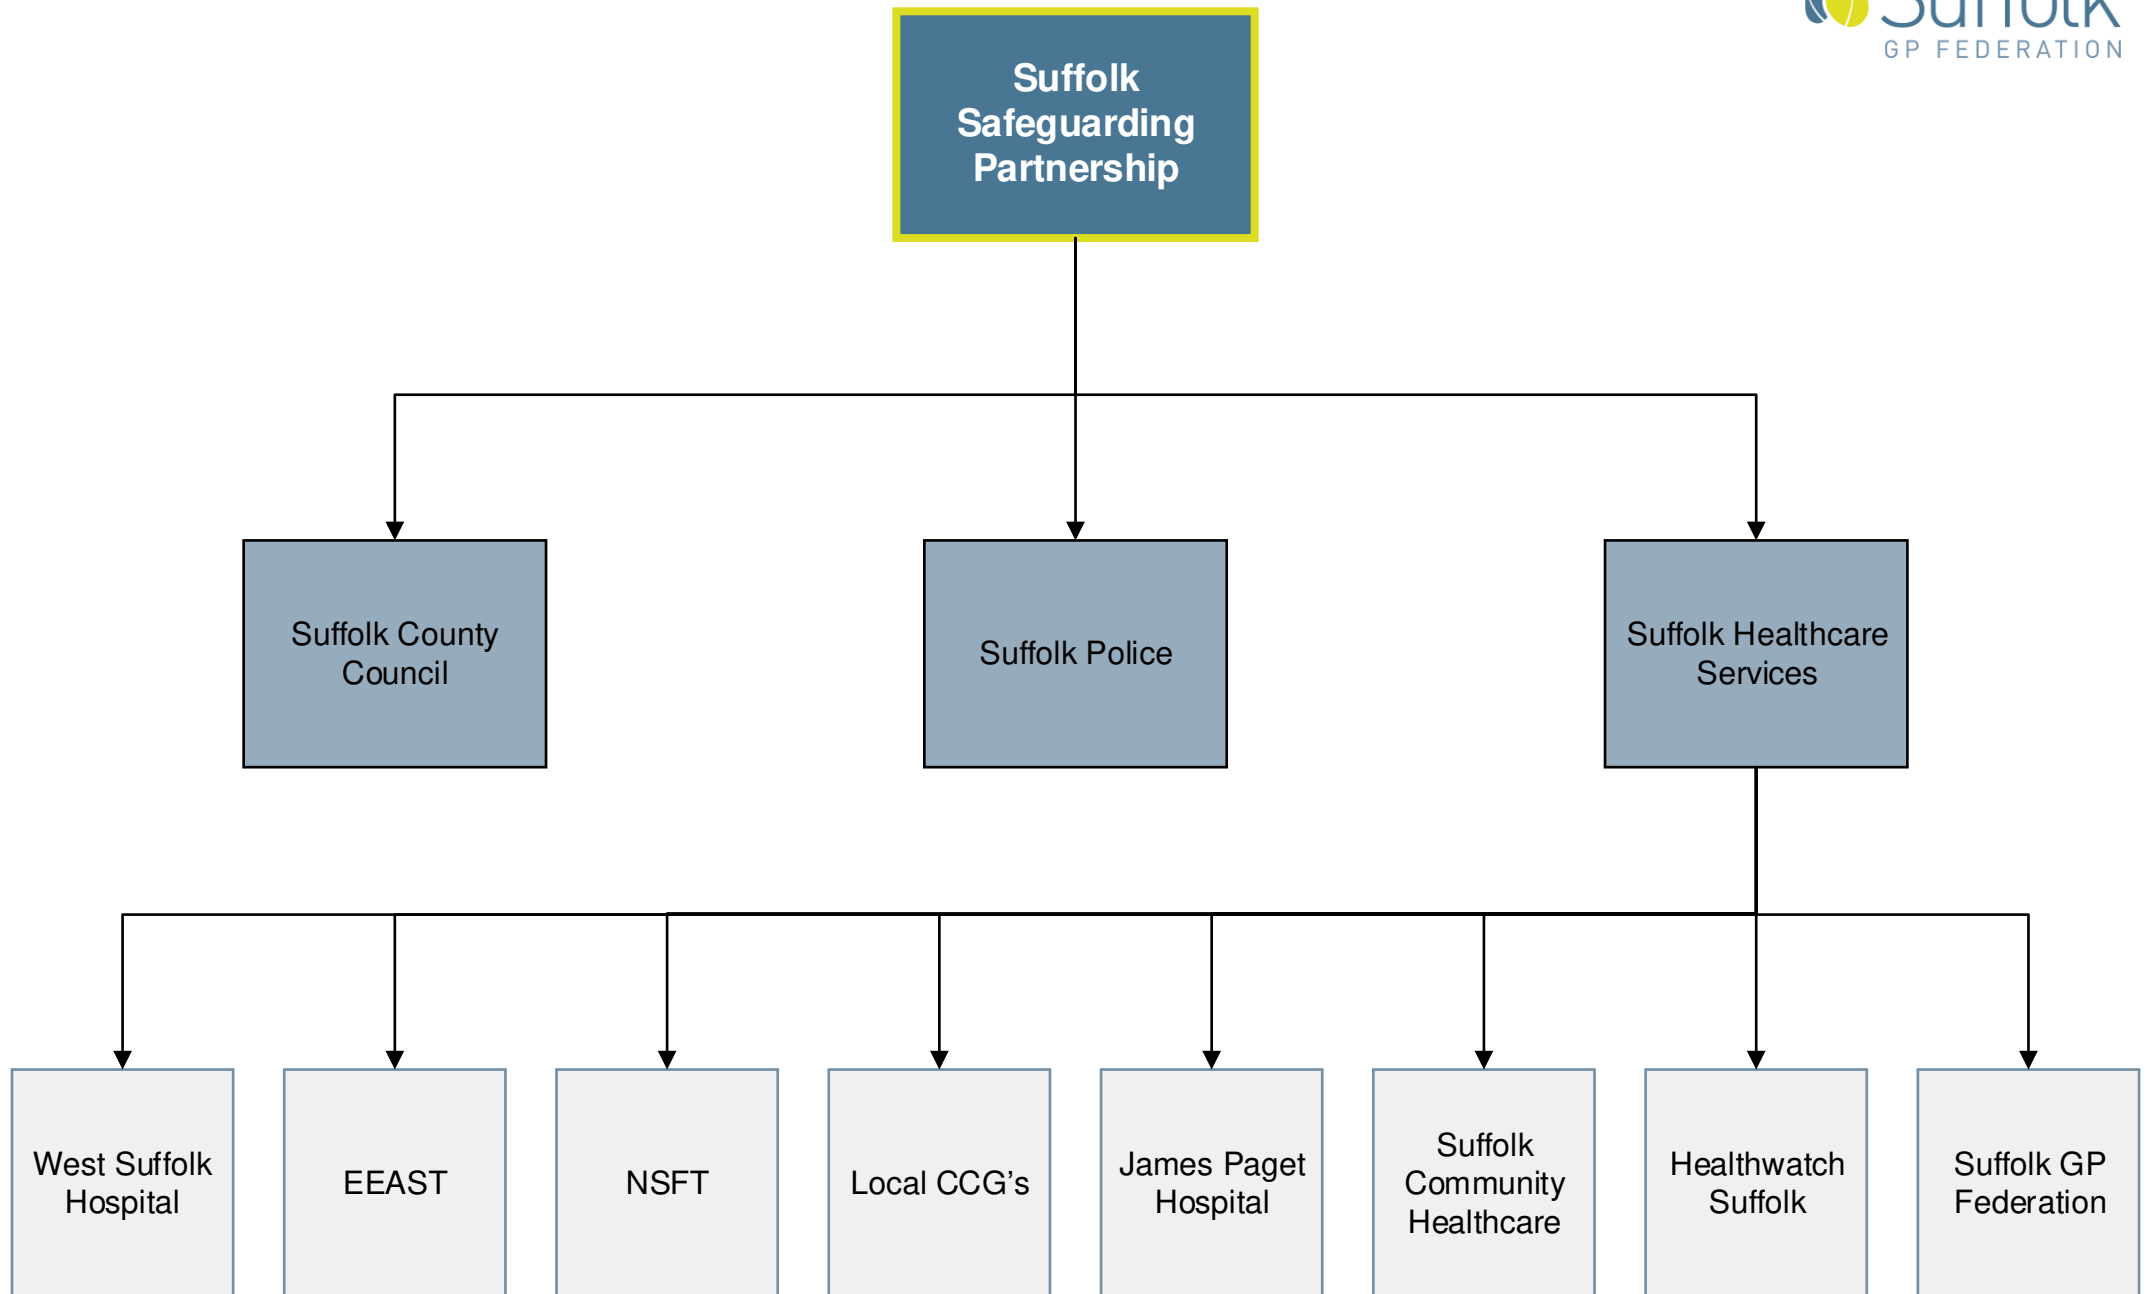 Suffolk
GP FEDERATION
Suffolk
Safeguarding
Partnership
Suffolk County
Council
Suffolk Police
Suffolk Healthcare
Services
West Suffolk
Hospital
EEAST
NSFT
Local CCG’s
James Paget
Hospital
Suffolk
Community
Healthcare
Healthwatch
Suffolk
Suffolk GP
Federation